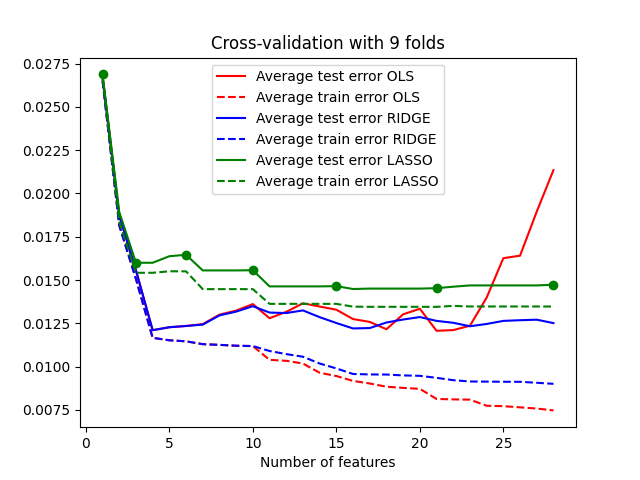 Cross-validation with 9 folds
Average test error OLS
Average train error OLS
Average test error RIDGE
Average train error RIDGE
Average test error LASSO
Average train error LASSO
0.0275
0.0250
0.0225
0.0200
0.0175
0.0150
0.0125
0.0100
0.0075
0 5 10 15 20 25
Number of features